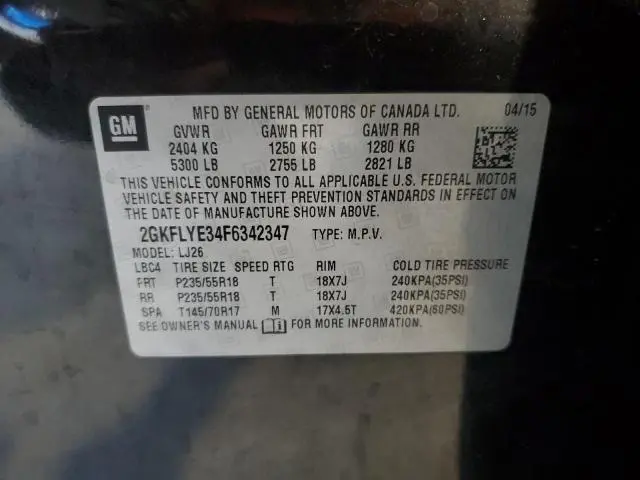 GM
MFD BY GENERAL MOTORS OF CANADA LTD. 04/15
GVWR GAWR FRT GAWR RR
2404 KG 1250 KG 1280 KG
5300 LB 2755 LB 2821 LB
THIS VEHICLE CONFORMS TO ALL APPLICABLE U.S. FEDERAL MOTOR
VEHICLE SAFETY AND THEFT PREVENTION STANDARDS IN EFFECT ON
THE DATE OF MANUFACTURE SHOWN ABOVE.
2GKFLYE34F6342347 TYPE: M.P.V.
MODEL: LJ26
LBC4 TIRE SIZE SPEED RTG RIM COLD TIRE PRESSURE
FRT P235/55R18 T 18X7J 240KPA(35PSI)
RR P235/55R18 T 18X7J 240KPA(35PSI)
SPA T145/70R17 M 17X4.5T 420KPA(60PSI)
SEE OWNER'S MANUAL FOR MORE INFORMATION.